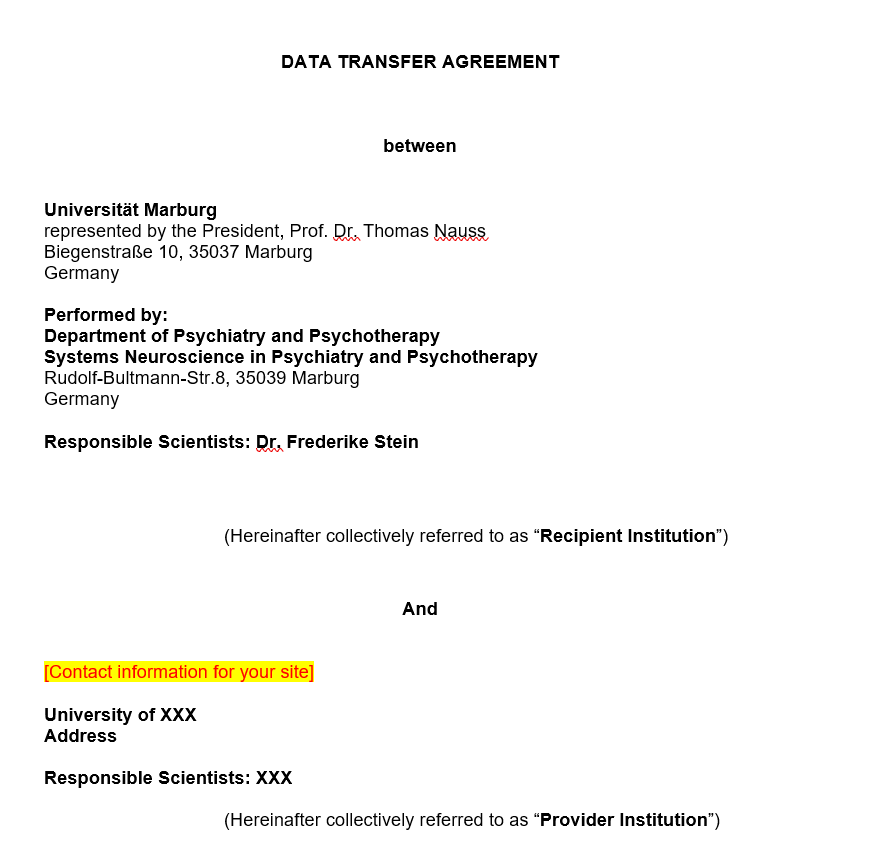 DATA TRANSFER AGREEMENT
between
Universität Marburg
represented by the President, Prof. Dr. Thomas Nauss
Biegenstraße 10, 35037 Marburg
Germany
Performed by:
Department of Psychiatry and Psychotherapy
Systems Neuroscience in Psychiatry and Psychotherapy
Rudolf-Bultmann-Str.8, 35039 Marburg
Germany
Responsible Scientists: Dr. Frederike Stein
(Hereinafter collectively referred to as “Recipient Institution”)
And
[Contact information for your site]
University of XXX
Address
Responsible Scientists: XXX
(Hereinafter collectively referred to as “Provider Institution”)